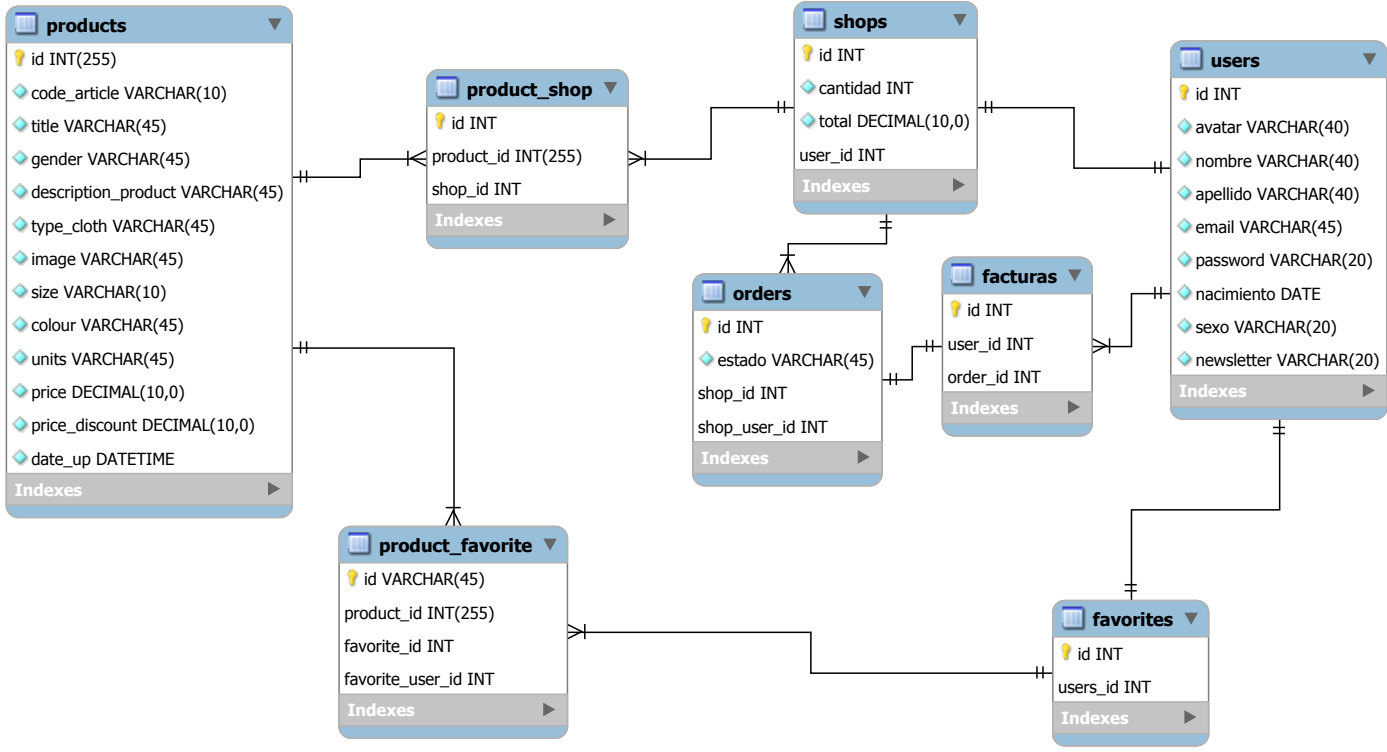 products
id INT(255)
code_article VARCHAR(10)
title VARCHAR(45)
gender VARCHAR(45)
description_product VARCHAR(45)
type_cloth VARCHAR(45)
image VARCHAR(45)
size VARCHAR(10)
colour VARCHAR(45)
units VARCHAR(45)
price DECIMAL(10,0)
price_discount DECIMAL(10,0)
date_up DATETIME
Indexes
product_shop
id INT
product_id INT(255)
shop_id INT
Indexes
shops
id INT
cantidad INT
total DECIMAL(10,0)
user_id INT
Indexes
users
id INT
avatar VARCHAR(40)
nombre VARCHAR(40)
apellido VARCHAR(40)
email VARCHAR(45)
password VARCHAR(20)
nacimiento DATE
sexo VARCHAR(20)
newsletter VARCHAR(20)
Indexes
orders
id INT
estado VARCHAR(45)
shop_id INT
shop_user_id INT
Indexes
facturas
id INT
user_id INT
order_id INT
Indexes
product_favorite
id VARCHAR(45)
product_id INT(255)
favorite_id INT
favorite_user_id INT
Indexes
favorites
id INT
users_id INT
Indexes